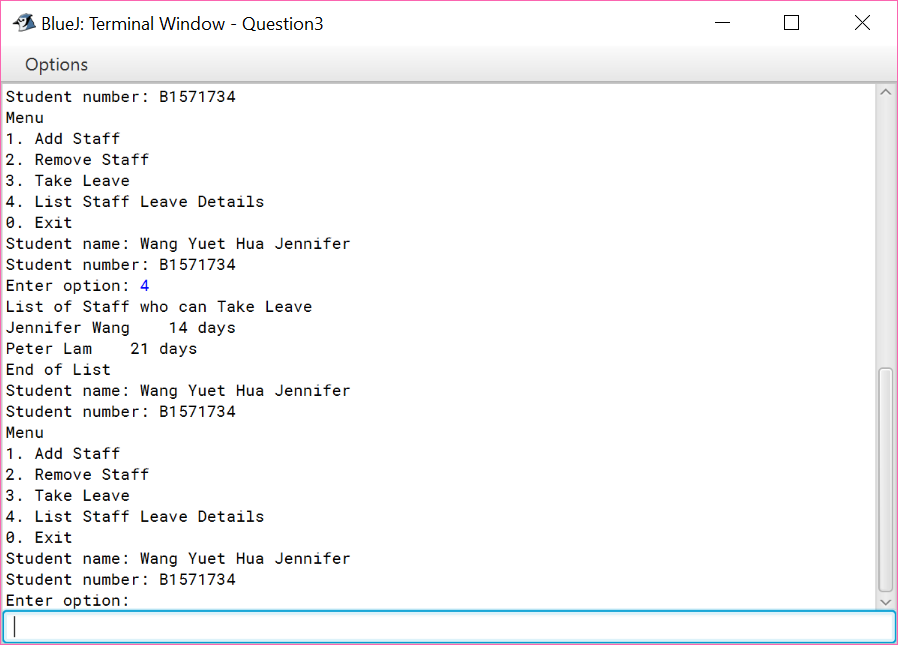 BlueJ: Terminal Window - Question3
Options
Student number: B1571734
Menu
1. Add Staff
2. Remove Staff
3. Take Leave
4. List Staff Leave Details
0. Exit
Student name: Wang Yuet Hua Jennifer
Student number: B1571734
Enter option: 4
List of Staff who can Take Leave
Jennifer Wang    14 days
Peter Lam    21 days
End of List
Student name: Wang Yuet Hua Jennifer
Student number: B1571734
Menu
1. Add Staff
2. Remove Staff
3. Take Leave
4. List Staff Leave Details
0. Exit
Student name: Wang Yuet Hua Jennifer
Student number: B1571734
Enter option: